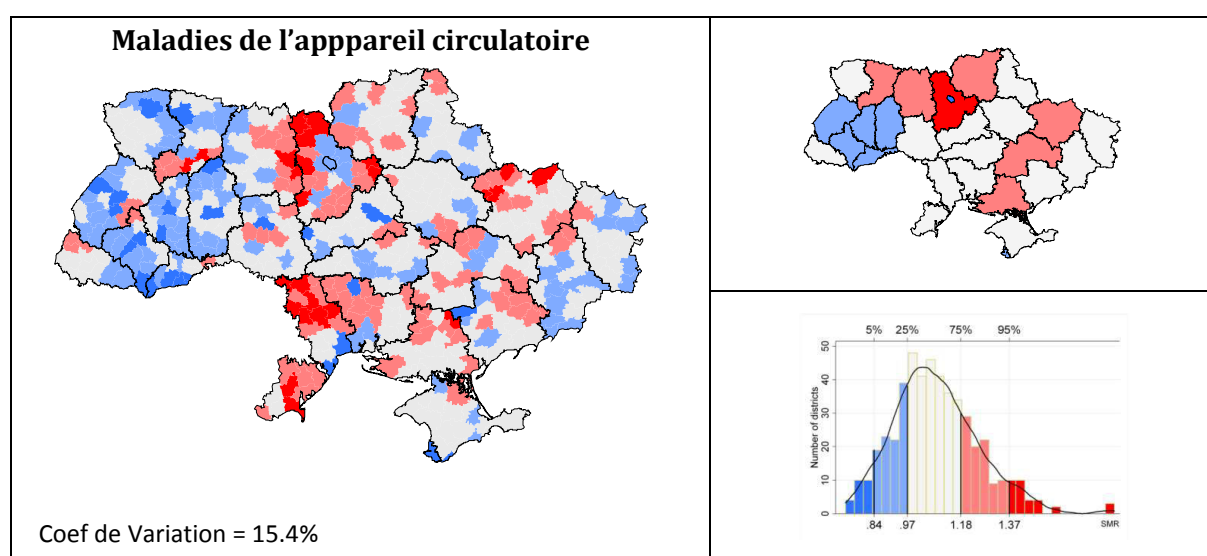 Maladies de l’apppareil circulatoire
Coef de Variation = 15.4%
5% 25% 75% 95%
Number of districts
50
40
30
20
10
0
.84 .97 1.18 1.37 SMR